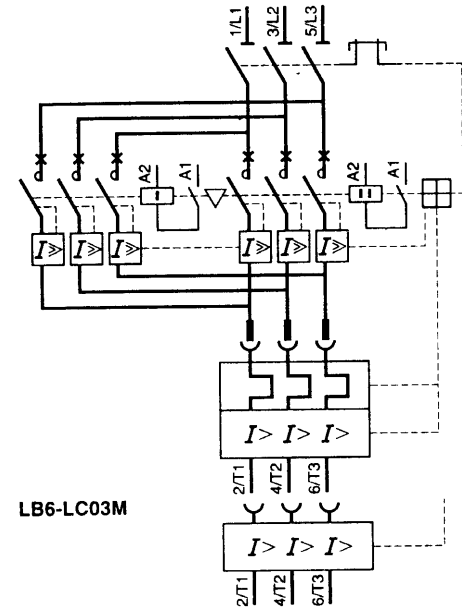 1/L1 3/L2 5/L3
A2 A1 A2 A1
I≫ I≫ I≫ I≫ I≫ I≫
I> I> I>
2/T1 4/T2 6/T3
LB6-LC03M
I> I> I>
2/T1 4/T2 6/T3